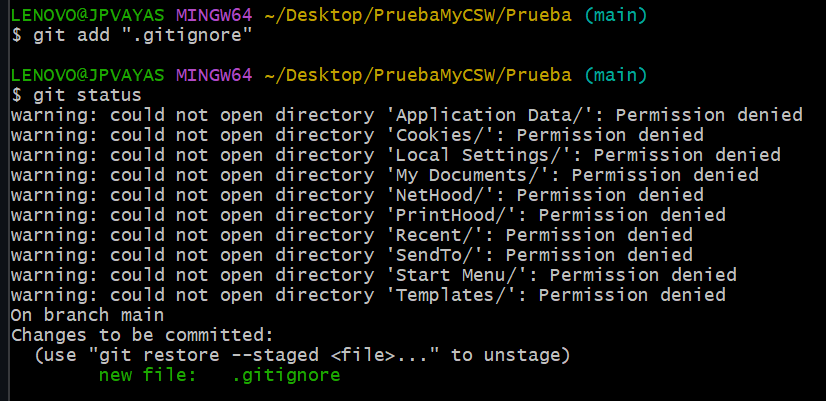 LENOVO@JPVAYAS MINGW64 ~/Desktop/PruebaMyCSW/Prueba (main)
$ git add ".gitignore"
LENOVO@JPVAYAS MINGW64 ~/Desktop/PruebaMyCSW/Prueba (main)
$ git status
warning: could not open directory 'Application Data/': Permission denied
warning: could not open directory 'Cookies/': Permission denied
warning: could not open directory 'Local Settings/': Permission denied
warning: could not open directory 'My Documents/': Permission denied
warning: could not open directory 'NetHood/': Permission denied
warning: could not open directory 'PrintHood/': Permission denied
warning: could not open directory 'Recent/': Permission denied
warning: could not open directory 'SendTo/': Permission denied
warning: could not open directory 'Start Menu/': Permission denied
warning: could not open directory 'Templates/': Permission denied
On branch main
Changes to be committed:
  (use "git restore --staged <file>..." to unstage)
        new file:   .gitignore